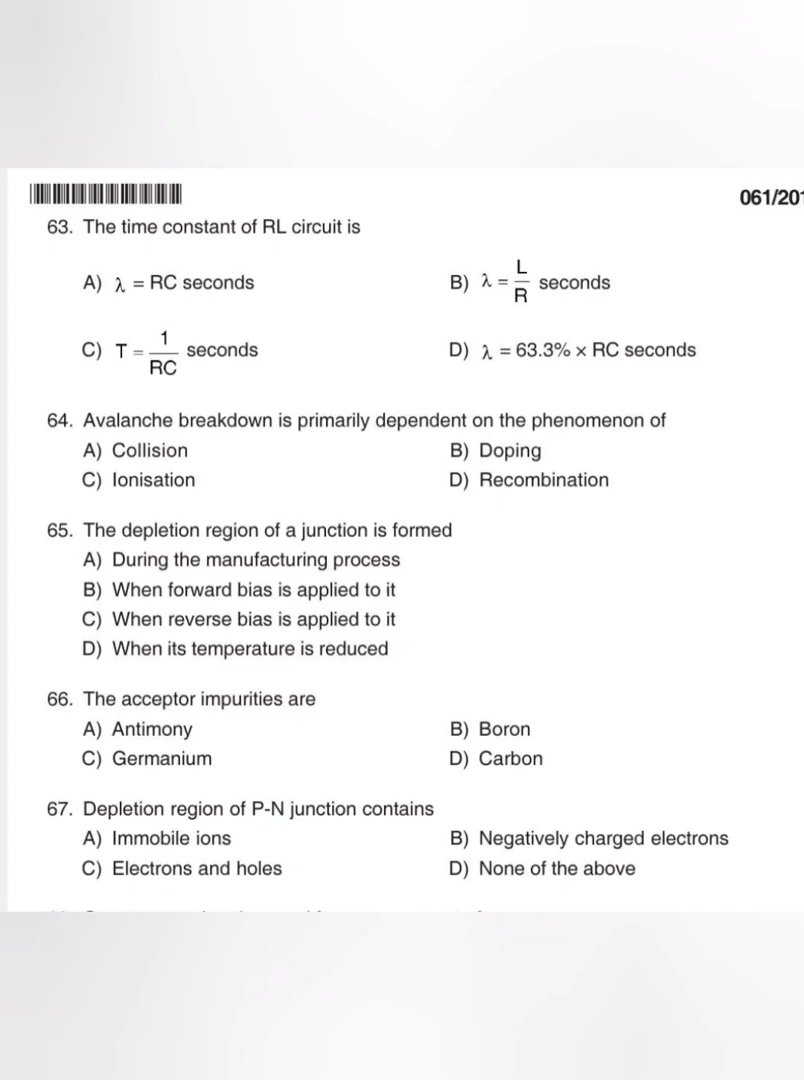 061/201
63. The time constant of RL circuit is
A) λ = RC seconds
B) λ = L/R seconds
C) T = 1/RC seconds
D) λ = 63.3% × RC seconds
64. Avalanche breakdown is primarily dependent on the phenomenon of
A) Collision
B) Doping
C) Ionisation
D) Recombination
65. The depletion region of a junction is formed
A) During the manufacturing process
B) When forward bias is applied to it
C) When reverse bias is applied to it
D) When its temperature is reduced
66. The acceptor impurities are
A) Antimony
B) Boron
C) Germanium
D) Carbon
67. Depletion region of P-N junction contains
A) Immobile ions
B) Negatively charged electrons
C) Electrons and holes
D) None of the above